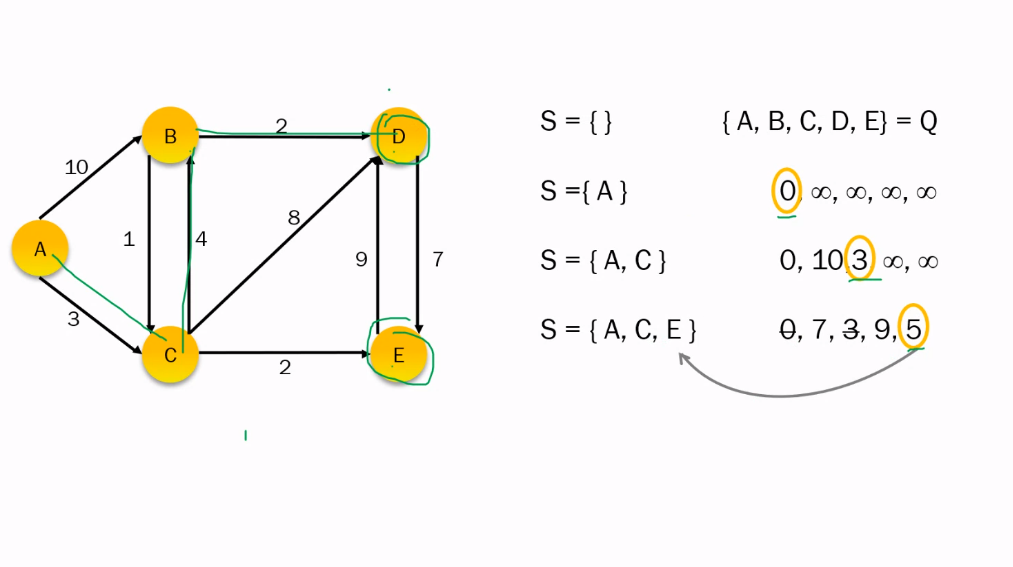 B
2
D
10
8
A
1
4
9
7
3
C
2
E
S = { }
{ A, B, C, D, E} = Q
S ={ A }
0, ∞, ∞, ∞, ∞
S = { A, C }
0, 10 3 ∞, ∞
S = { A, C, E }
0, 7, 3, 9, 5